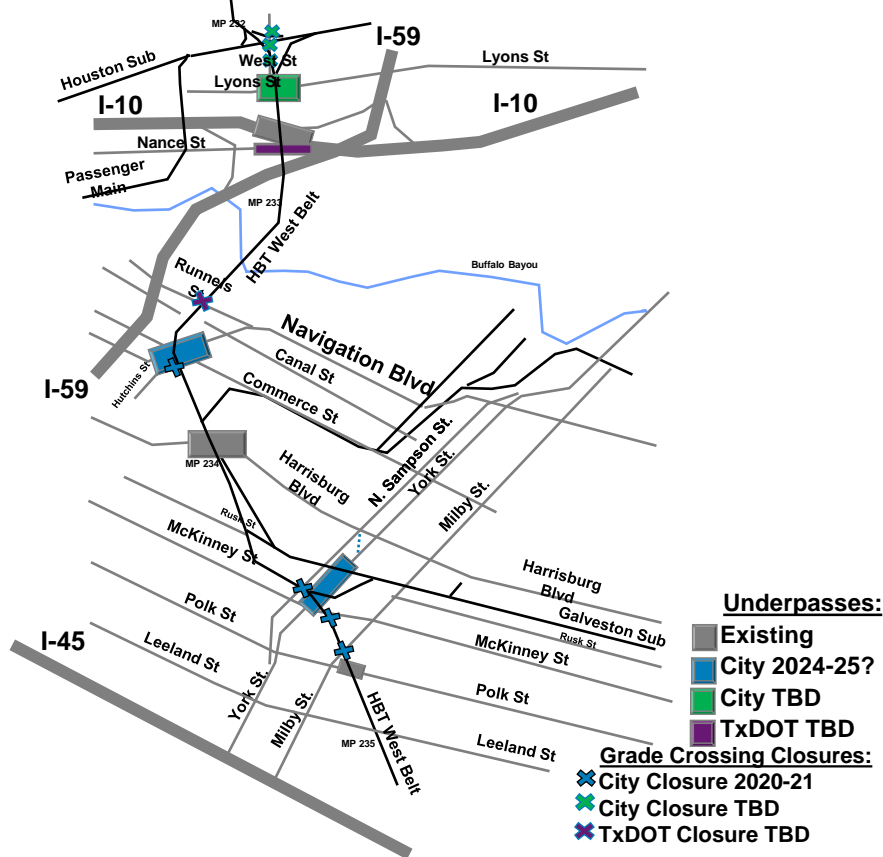 MP 232
I-59
Houston Sub
West St
Lyons St
Lyons St
I-10
I-10
Nance St
Passenger
Main
MP 233
HBT West Belt
Buffalo Bayou
Runnels
St
Navigation Blvd
Canal St
Hutchins St
I-59
Commerce St
N. Sampson St.
York St.
MP 234
Harrisburg
Blvd
Milby St.
Rusk St
McKinney St
Harrisburg
Blvd
Galveston Sub
Polk St
Rusk St
McKinney St
I-45
Leeland St
York St.
Milby St.
Polk St
HBT West Belt
MP 235
Leeland St
Underpasses:
Existing
City 2024-25?
City TBD
TxDOT TBD
Grade Crossing Closures:
City Closure 2020-21
City Closure TBD
TxDOT Closure TBD